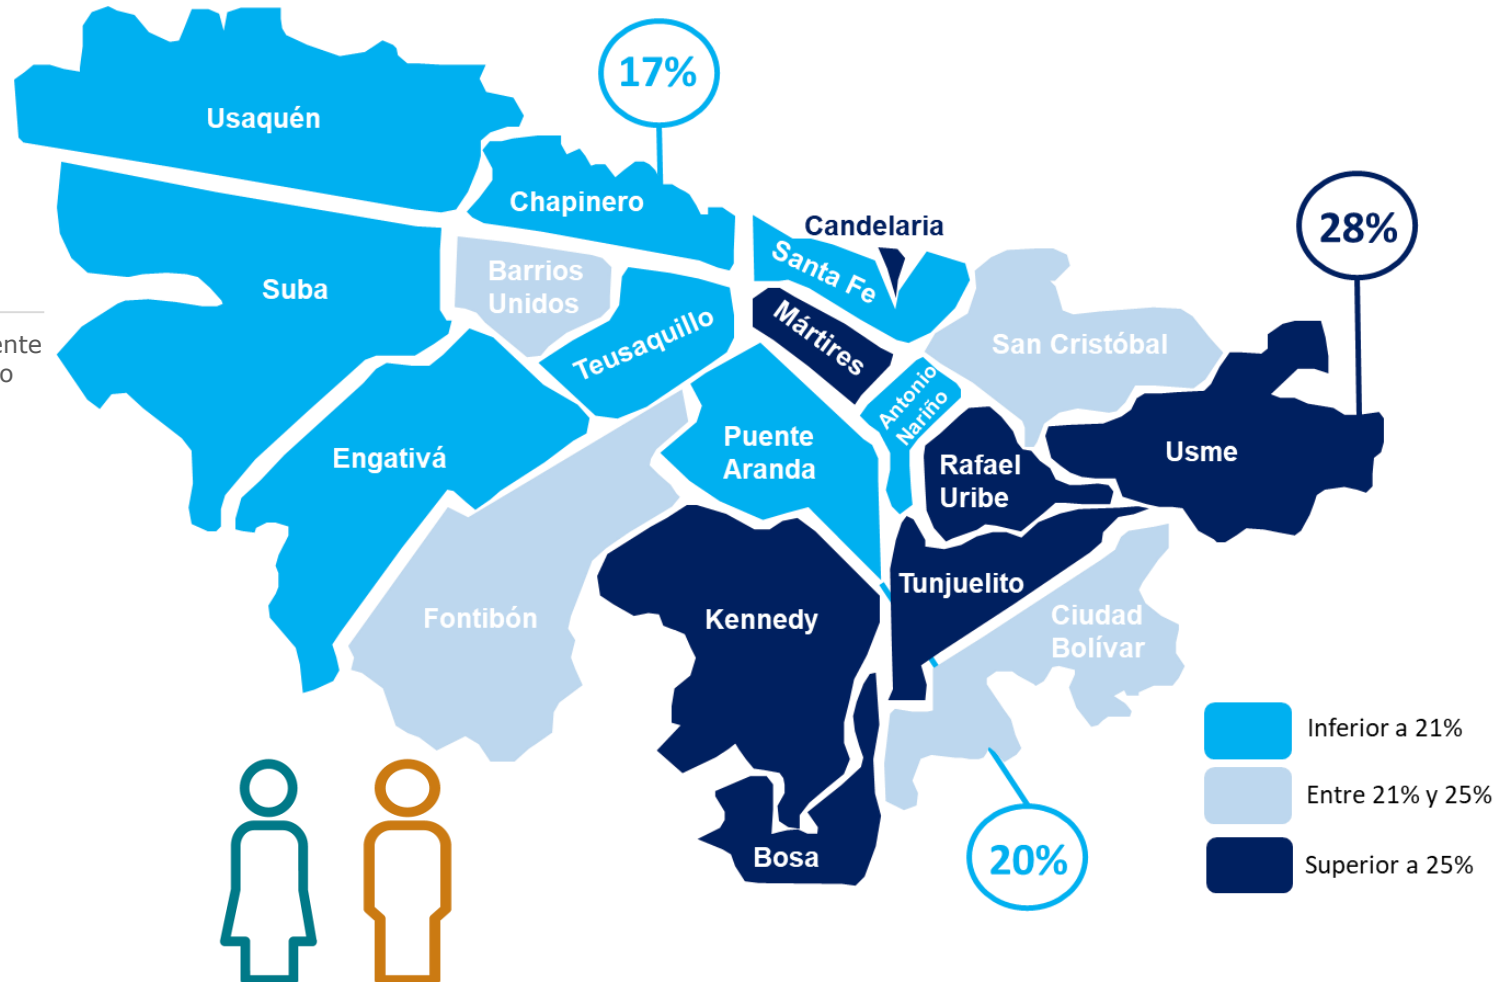 17%
Usaquén
28%
Chapinero
Candelaria
Santa Fe
Barrios
Unidos
Suba
Mártires
Teusaquillo
San Cristóbal
Antonio
Nariño
Puente
Aranda
Engativá
Rafael
Uribe
Usme
Tunjuelito
Fontibón
Kennedy
Ciudad
Bolívar
Inferior a 21%
Entre 21% y 25%
Bosa
20%
Superior a 25%